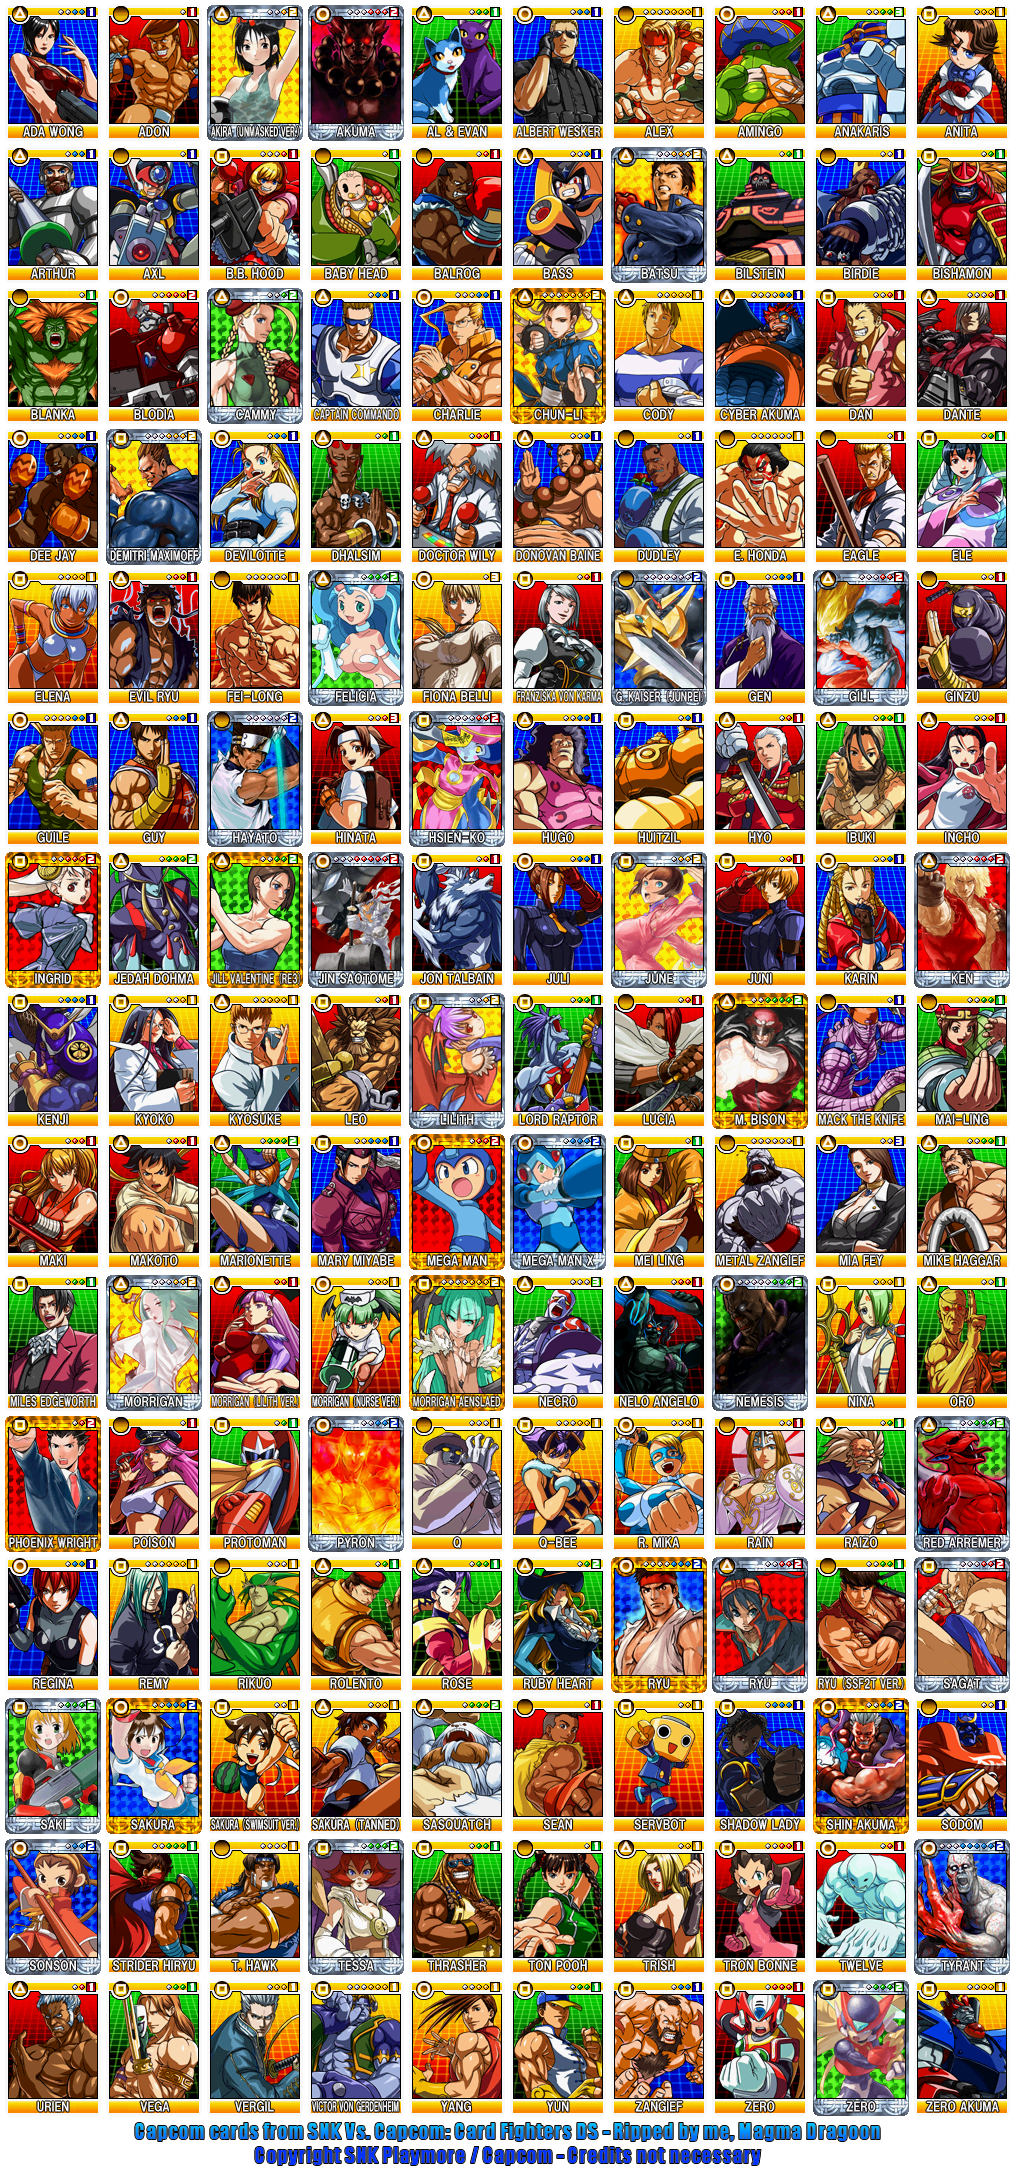 ADA WONG ADON AKIRA (UNMASKED VER.) AKUMA AL & EVAN ALBERT WESKER ALEX AMINGO ANAKARIS ANITA
ARTHUR AXL B.B. HOOD BABY HEAD BALROG BASS BATSU BILSTEIN BIRDIE BISHAMON
BLANKA BLODIA CAMMY CAPTAIN COMMANDO CHARLIE CHUN-LI CODY CYBER AKUMA DAN DANTE
DEE JAY DEMITRI MAXIMOFF DEVILOTTE DHALSIM DOCTOR WILY DONOVAN BAINE DUDLEY E. HONDA EAGLE ELE
ELENA EVIL RYU FEI-LONG FELICIA FIONA BELLI FRANZISKA VON KARMA G. KAISER (JUNPEI) GEN GILL GINZU
GUILE GUY HAYATO HINATA HSIEN-KO HUGO HUITZIL HYO IBUKI INCHO
INGRID JEDAH DOHMA JILL VALENTINE (RE3) JIN SAOTOME JON TALBAIN JULI JUNE JUNI KARIN KEN
KENJI KYOKO KYOSUKE LEO LILITH LORD RAPTOR LUCIA M. BISON MACK THE KNIFE MAI-LING
MAKI MAKOTO MARIONETTE MARY MIYABE MEGA MAN MEGA MAN X MEI LING METAL ZANGIEF MIA FEY MIKE HAGGAR
MILES EDGEWORTH MORRIGAN MORRIGAN (LILITH VER.) MORRIGAN (NURSE VER.) MORRIGAN AENSLAED NECRO NELO ANGELO NEMESIS NINA ORO
PHOENIX WRIGHT POISON PROTOMAN PYRON Q Q-BEE R. MIKA RAIN RAIZO RED ARREMER
REGINA REMY RIKUO ROLENTO ROSE RUBY HEART RYU RYU RYU (SSF2T VER.) SAGAT
SAKI SAKURA SAKURA (SWIMSUIT VER.) SAKURA (TANNED) SASQUATCH SEAN SERVBOT SHADOW LADY SHIN AKUMA SODOM
SONSON STRIDER HIRYU T. HAWK TESSA THRASHER TON POOH TRISH TRON BONNE TWELVE TYRANT
URIEN VEGA VERGIL VICTOR VON GERDENHEIM YANG YUN ZANGIEF ZERO ZERO ZERO AKUMA
Capcom cards from SNK Vs. Capcom: Card Fighters DS - Ripped by me, Magma Dragoon
Copyright SNK Playmore / Capcom - Credits not necessary